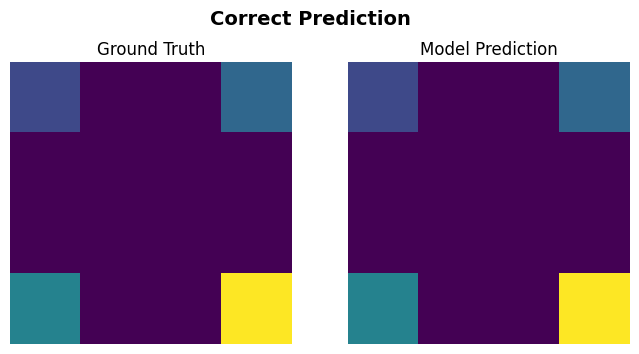 Correct Prediction
Ground Truth
Model Prediction